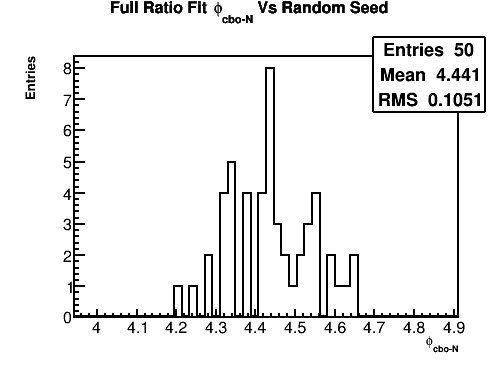 Full Ratio Fit ϕcbo-N Vs Random Seed
Entries 50
Mean 4.441
RMS 0.1051
Entries
8
7
6
5
4
3
2
1
0
4 4.1 4.2 4.3 4.4 4.5 4.6 4.7 4.8 4.9
ϕcbo-N